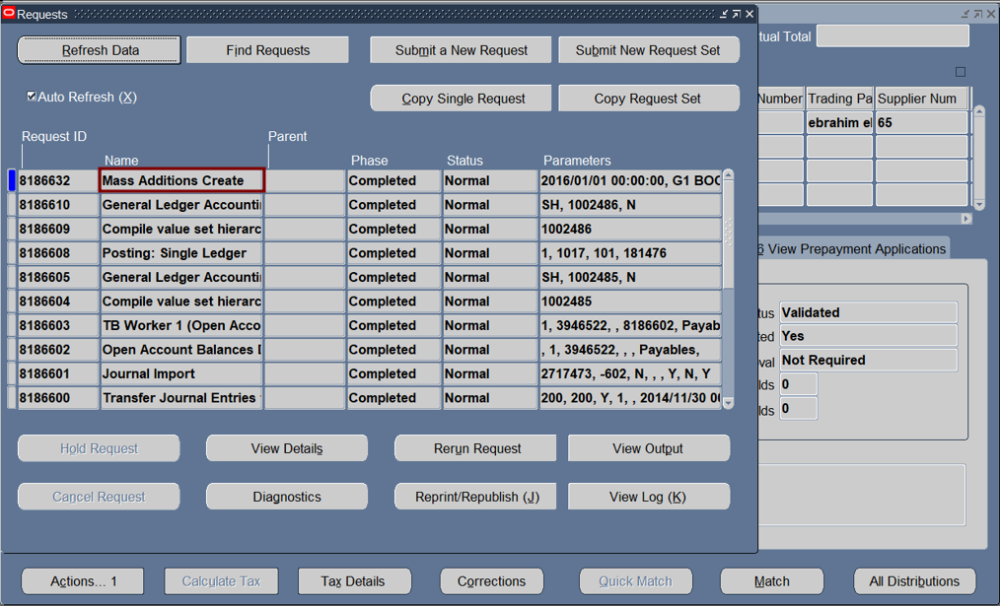 Requests
Refresh Data
Find Requests
Submit a New Request
Submit New Request Set
Auto Refresh (X)
Copy Single Request
Copy Request Set
Request ID
Parent
Name
Phase
Status
Parameters
8186632 Mass Additions Create Completed Normal 2016/01/01 00:00:00, G1 BOO
8186610 General Ledger Accounti Completed Normal SH, 1002486, N
8186609 Compile value set hierarc Completed Normal 1002486
8186608 Posting: Single Ledger Completed Normal 1, 1017, 101, 181476
8186605 General Ledger Accounti Completed Normal SH, 1002485, N
8186604 Compile value set hierarc Completed Normal 1002485
8186603 TB Worker 1 (Open Acco Completed Normal 1, 3946522, , 8186602, Payab
8186602 Open Account Balances D Completed Normal , 1, 3946522, , , Payables,
8186601 Journal Import Completed Normal 2717473, -602, N, , , Y, N, Y
8186600 Transfer Journal Entries Completed Normal 200, 200, Y, 1, , 2014/11/30 00
Hold Request
View Details
Rerun Request
View Output
Cancel Request
Diagnostics
Reprint/Republish (J)
View Log (K)
tual Total
Number Trading Pa Supplier Num
ebrahim el 65
6 View Prepayment Applications
tus Validated
ted Yes
val Not Required
lds 0
lds 0
Actions... 1
Calculate Tax
Tax Details
Corrections
Quick Match
Match
All Distributions